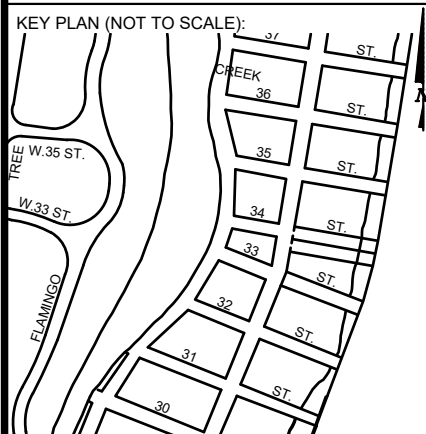 KEY PLAN (NOT TO SCALE):
37
ST.
CREEK
36
ST.
35
ST.
TREE
W.35 ST.
W.33 ST.
34
ST.
33
ST.
FLAMINGO
32
ST.
31
ST.
30
N